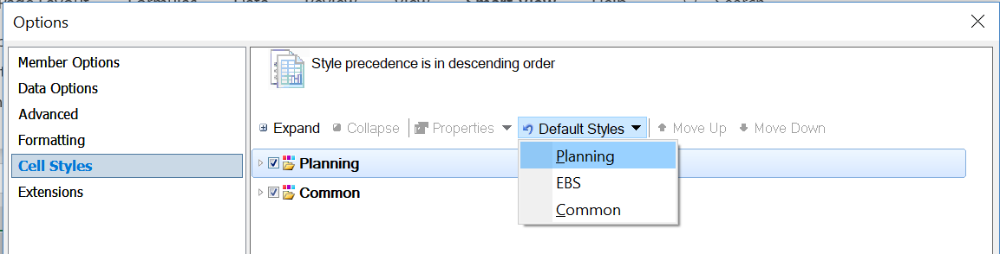 Options
Member Options
Data Options
Advanced
Formatting
Cell Styles
Extensions
Style precedence is in descending order
Expand Collapse Properties Default Styles Move Up Move Down
Planning
Common
Planning
EBS
Common